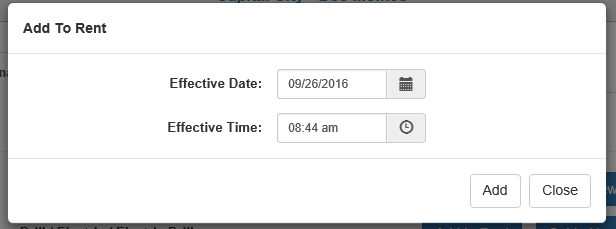 Add To Rent
Effective Date: 09/26/2016
Effective Time: 08:44 am
Add Close